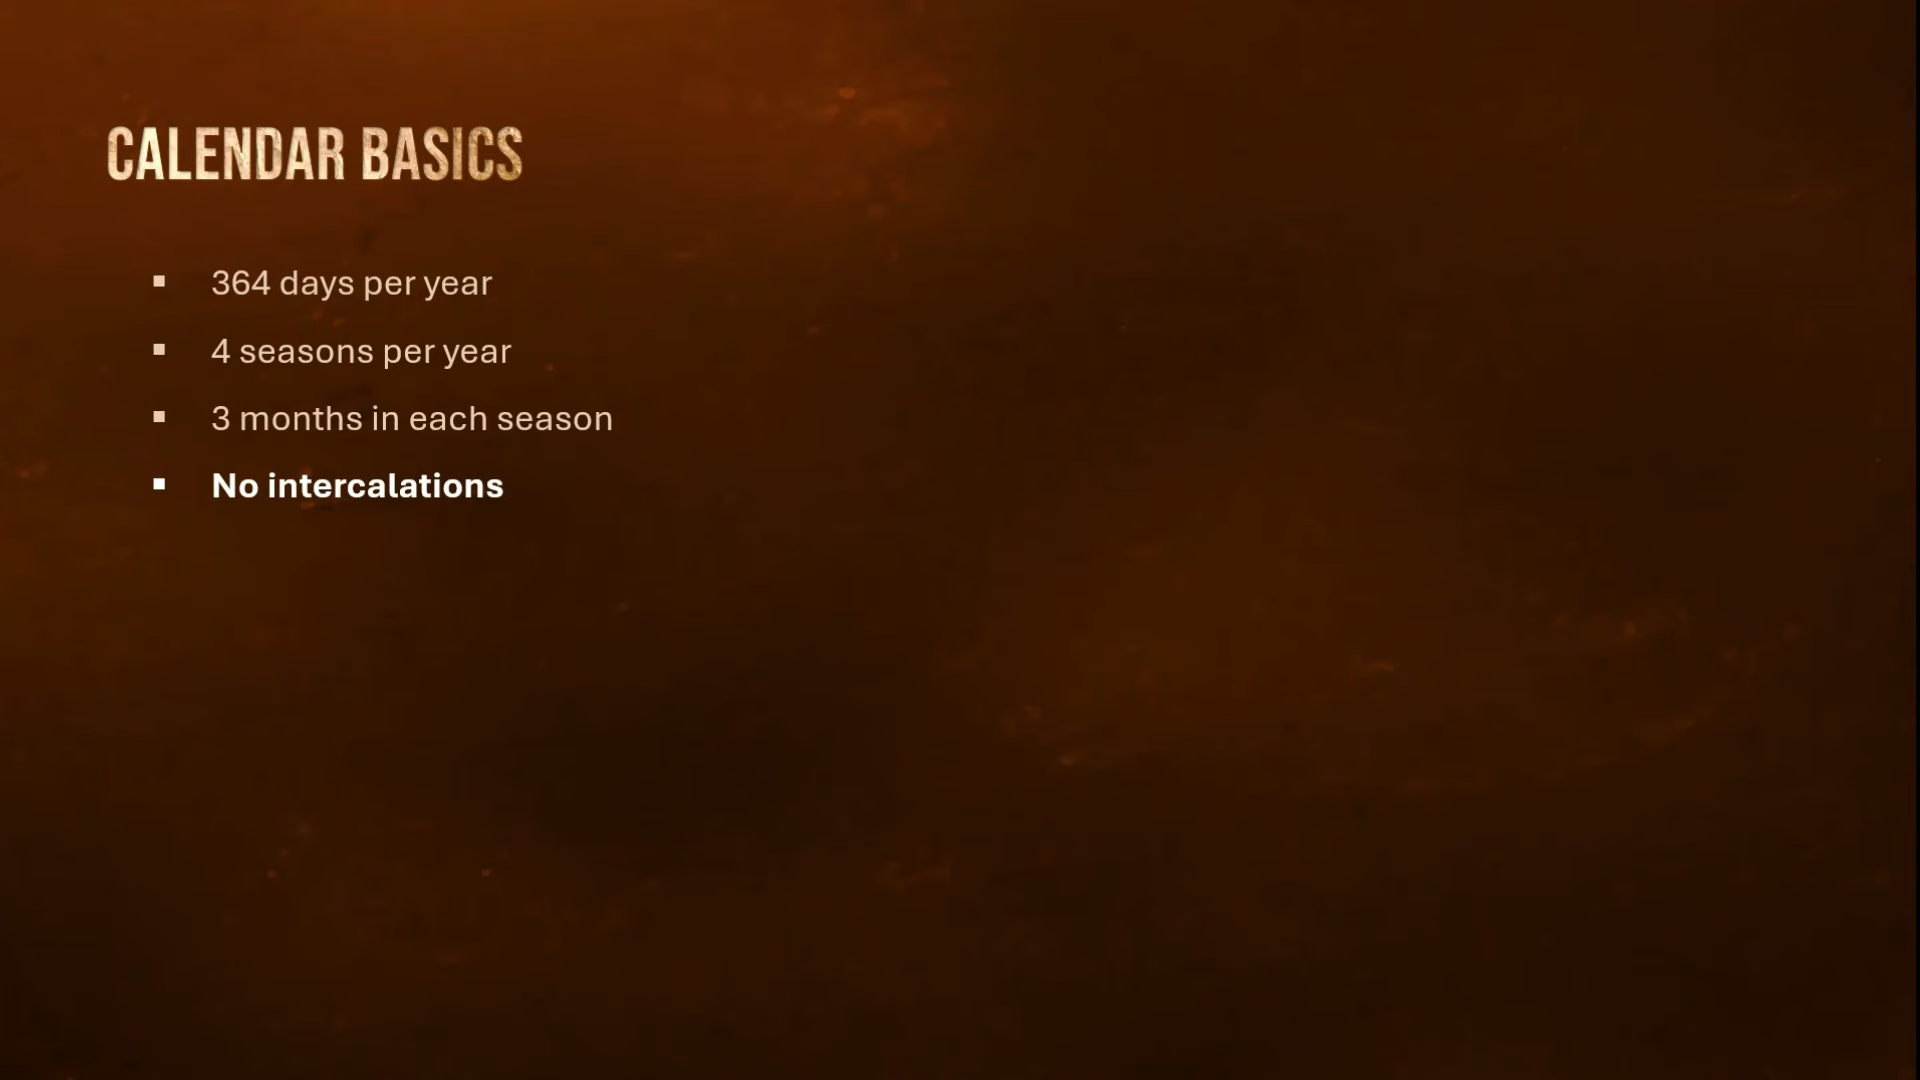 CALENDAR BASICS
▪ 364 days per year
▪ 4 seasons per year
▪ 3 months in each season
▪ No intercalations